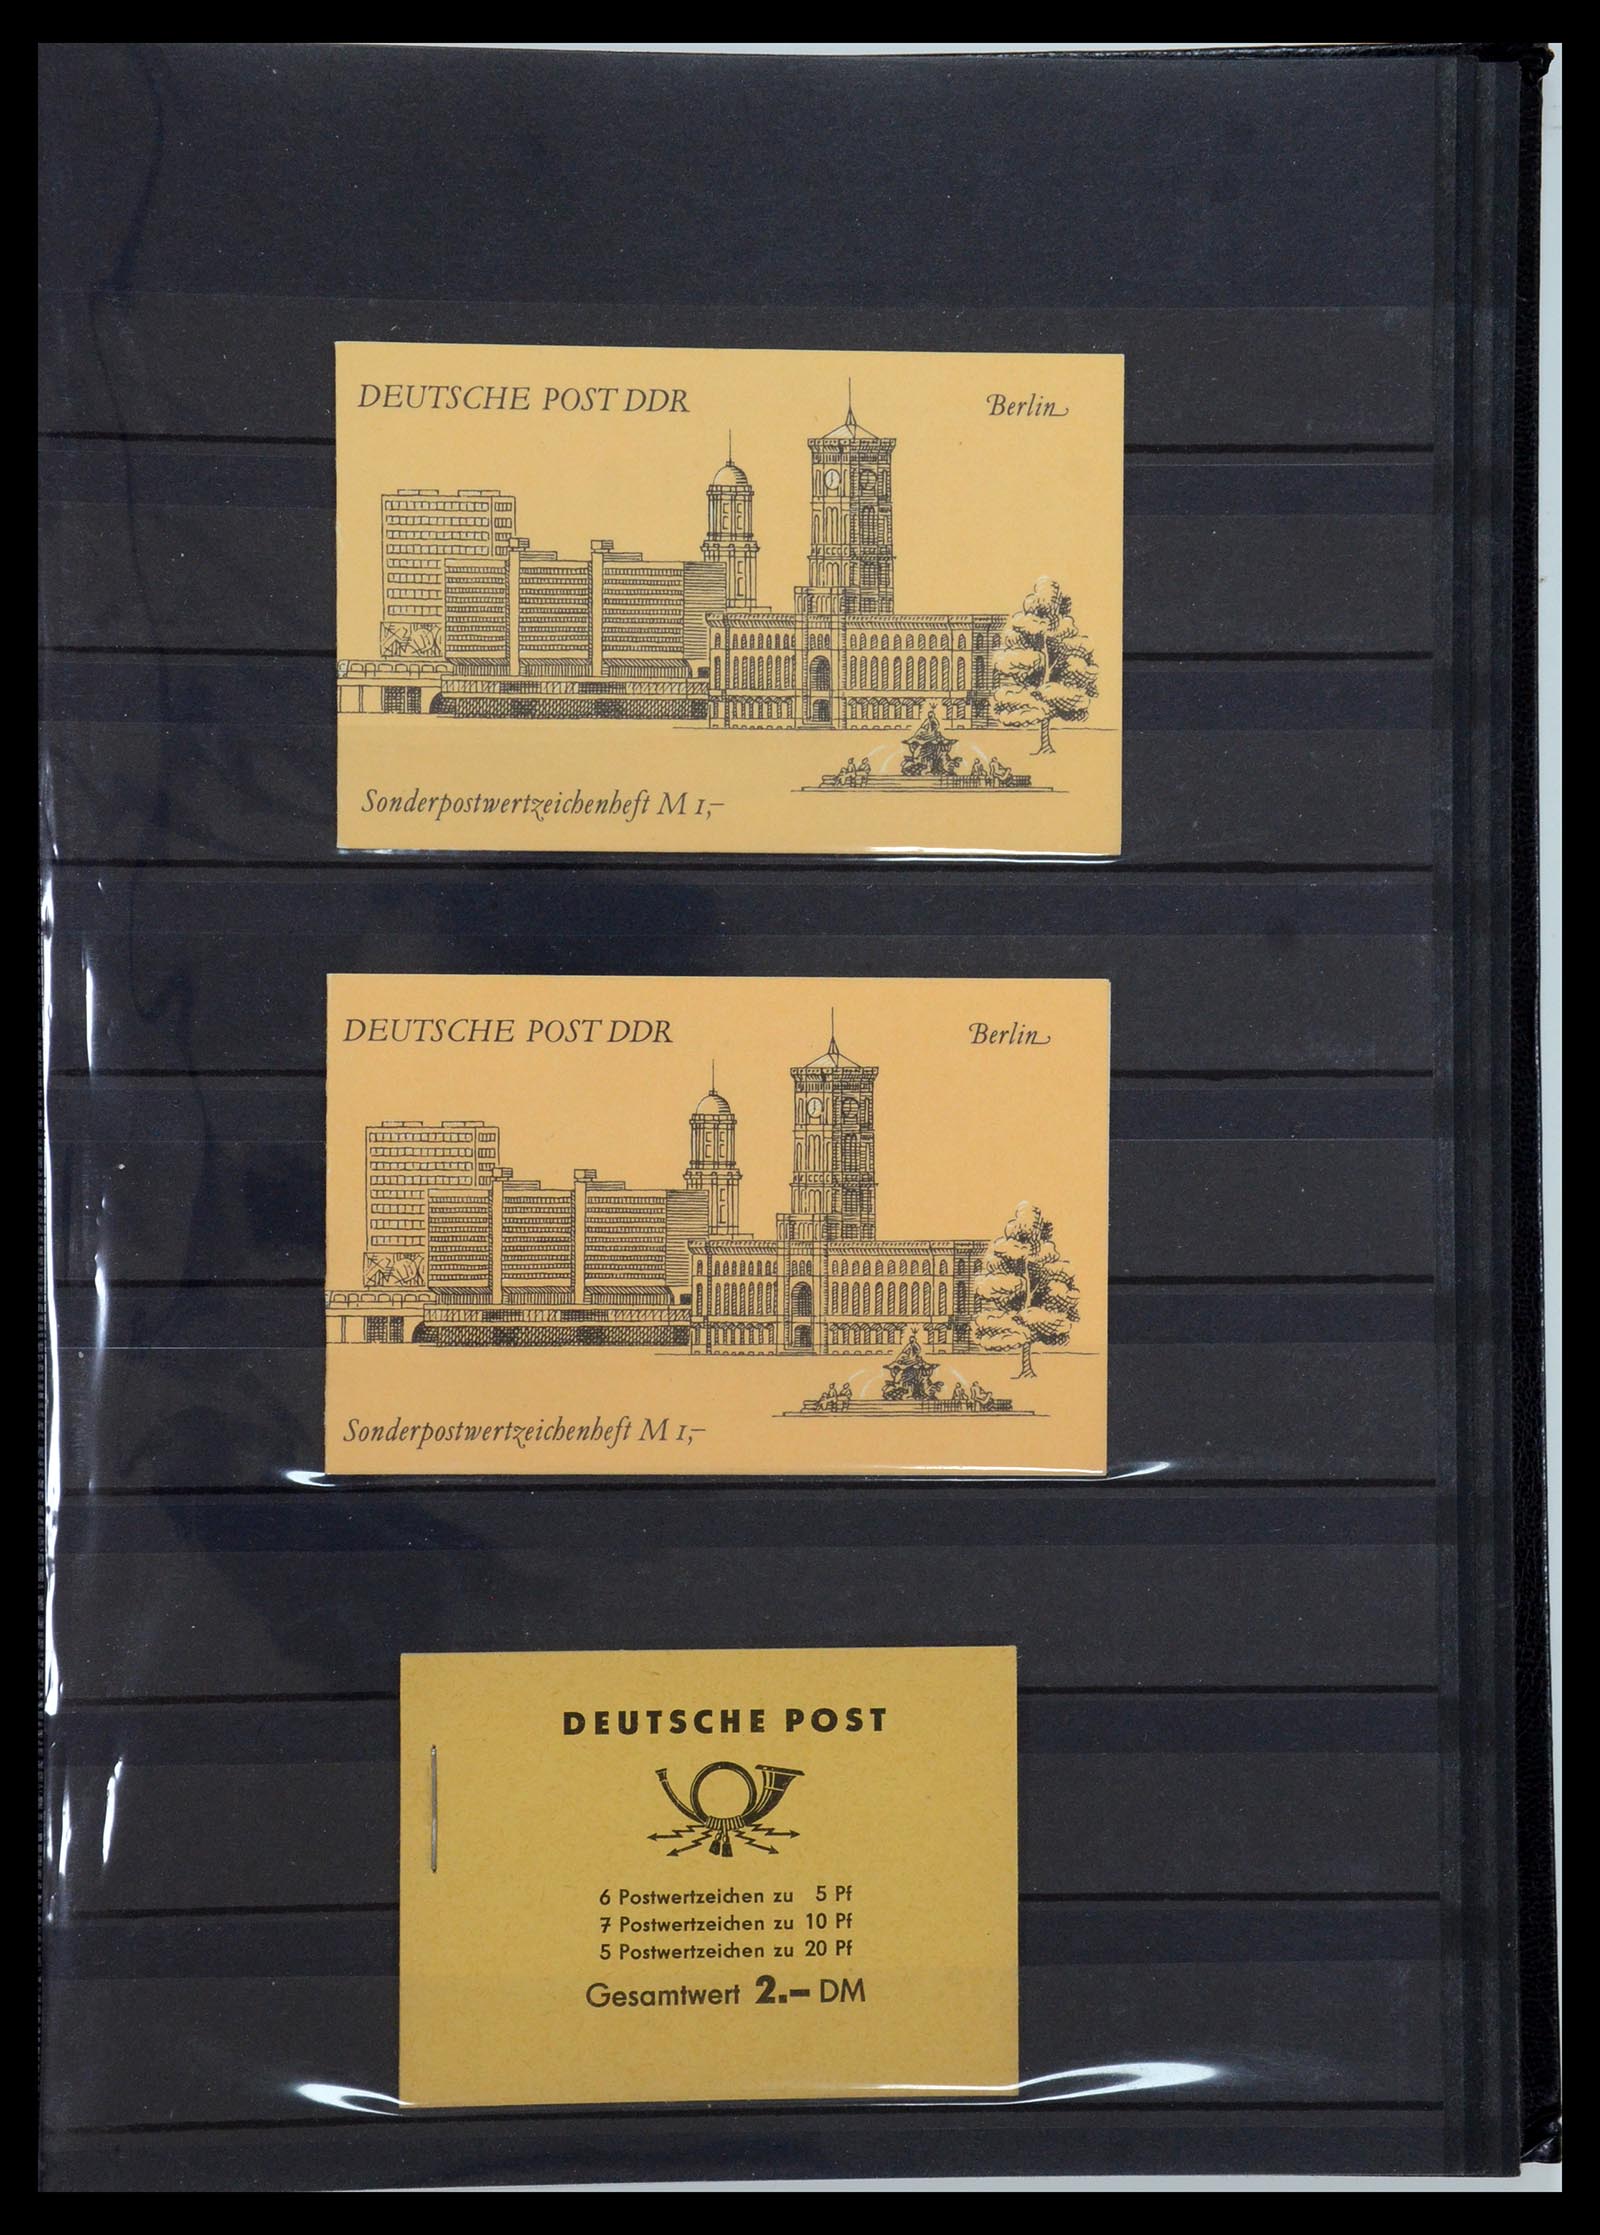 DEUTSCHE POST DDR
Berlin
Sonderpostwertzeichenheft M 1,-
DEUTSCHE POST DDR
Berlin
Sonderpostwertzeichenheft M 1,-
DEUTSCHE POST
6 Postwertzeichen zu 5 Pf
7 Postwertzeichen zu 10 Pf
5 Postwertzeichen zu 20 Pf
Gesamtwert 2.– DM